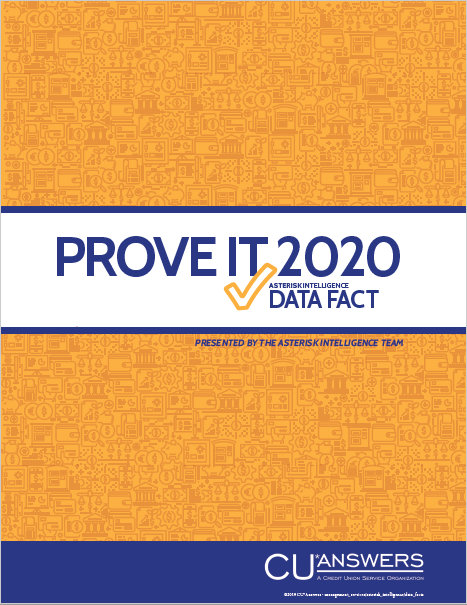 PROVE IT 2020
ASTERISK INTELLIGENCE
DATA FACT
PRESENTED BY THE ASTERISK INTELLIGENCE TEAM
CU*ANSWERS
A CREDIT UNION SERVICE ORGANIZATION